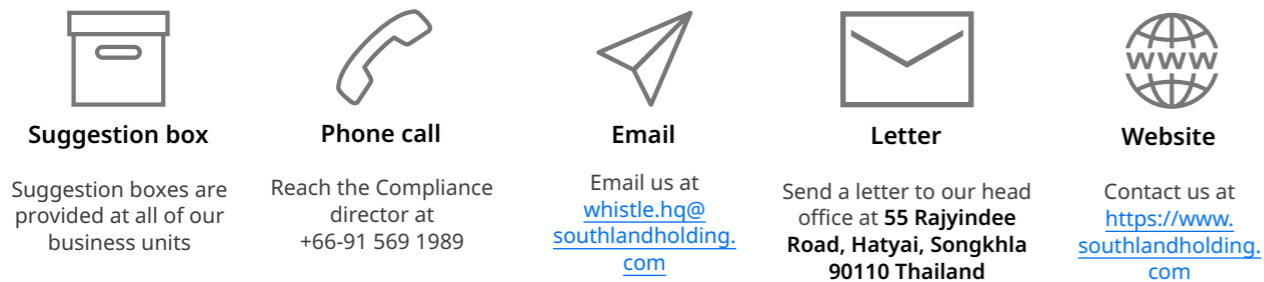 WWW
Suggestion box
Suggestion boxes are
provided at all of our
business units
Phone call
Reach the Compliance
director at
+66-91 569 1989
Email
Email us at
whistle.hq@
southlandholding.
com
Letter
Send a letter to our head
office at 55 Rajyindee
Road, Hatyai, Songkhla
90110 Thailand
Website
Contact us at
https://www.
southlandholding.
com